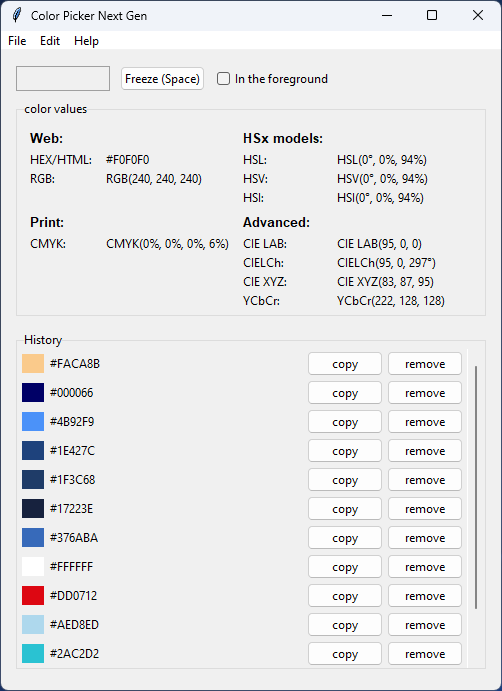 Color Picker Next Gen
File Edit Help
Freeze (Space) In the foreground
color values
Web: HSx models:
HEX/HTML: #F0F0F0 HSL: HSL(0°, 0%, 94%)
RGB: RGB(240, 240, 240) HSV: HSV(0°, 0%, 94%)
HSI: HSI(0°, 0%, 94%)
Print: Advanced:
CMYK: CMYK(0%, 0%, 0%, 6%) CIE LAB: CIE LAB(95, 0, 0)
CIELCh: CIELCh(95, 0, 297°)
CIE XYZ: CIE XYZ(83, 87, 95)
YCbCr: YCbCr(222, 128, 128)
History
#FACA8B copy remove
#000066 copy remove
#4B92F9 copy remove
#1E427C copy remove
#1F3C68 copy remove
#17223E copy remove
#376ABA copy remove
#FFFFFF copy remove
#DD0712 copy remove
#AED8ED copy remove
#2AC2D2 copy remove